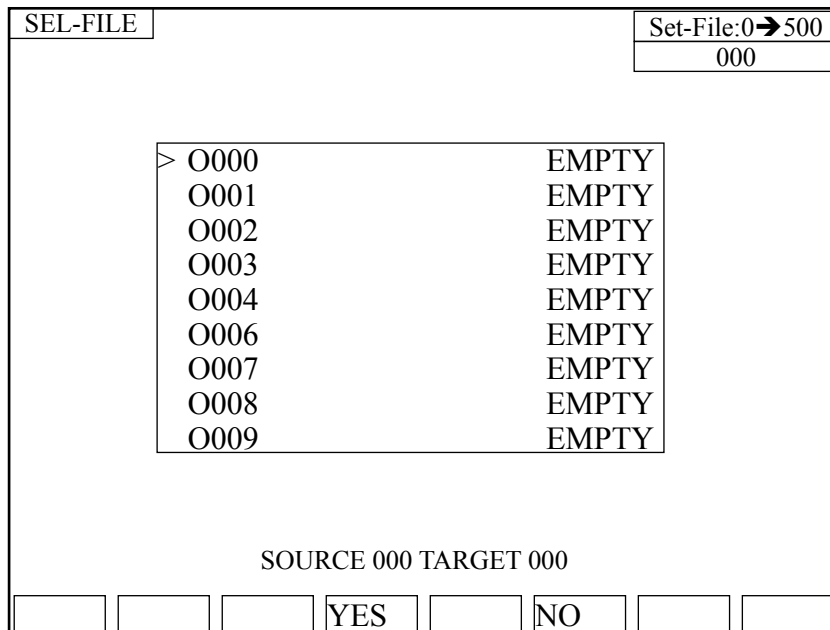 SEL-FILE
Set-File:0➔500
000
> O000 EMPTY
O001 EMPTY
O002 EMPTY
O003 EMPTY
O004 EMPTY
O006 EMPTY
O007 EMPTY
O008 EMPTY
O009 EMPTY
SOURCE 000 TARGET 000
YES NO